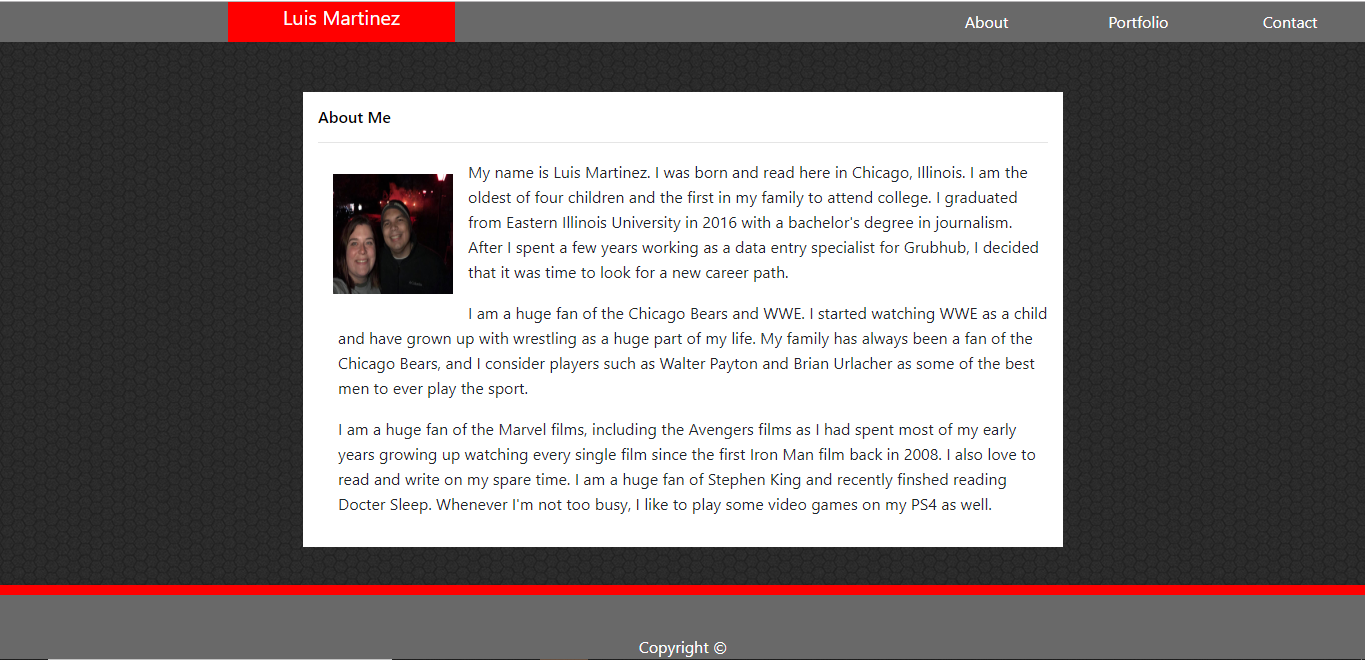 Luis Martinez
About
Portfolio
Contact
About Me
My name is Luis Martinez. I was born and read here in Chicago, Illinois. I am the
oldest of four children and the first in my family to attend college. I graduated
from Eastern Illinois University in 2016 with a bachelor's degree in journalism.
After I spent a few years working as a data entry specialist for Grubhub, I decided
that it was time to look for a new career path.
I am a huge fan of the Chicago Bears and WWE. I started watching WWE as a child
and have grown up with wrestling as a huge part of my life. My family has always been a fan of the
Chicago Bears, and I consider players such as Walter Payton and Brian Urlacher as some of the best
men to ever play the sport.
I am a huge fan of the Marvel films, including the Avengers films as I had spent most of my early
years growing up watching every single film since the first Iron Man film back in 2008. I also love to
read and write on my spare time. I am a huge fan of Stephen King and recently finshed reading
Docter Sleep. Whenever I'm not too busy, I like to play some video games on my PS4 as well.
Copyright ©